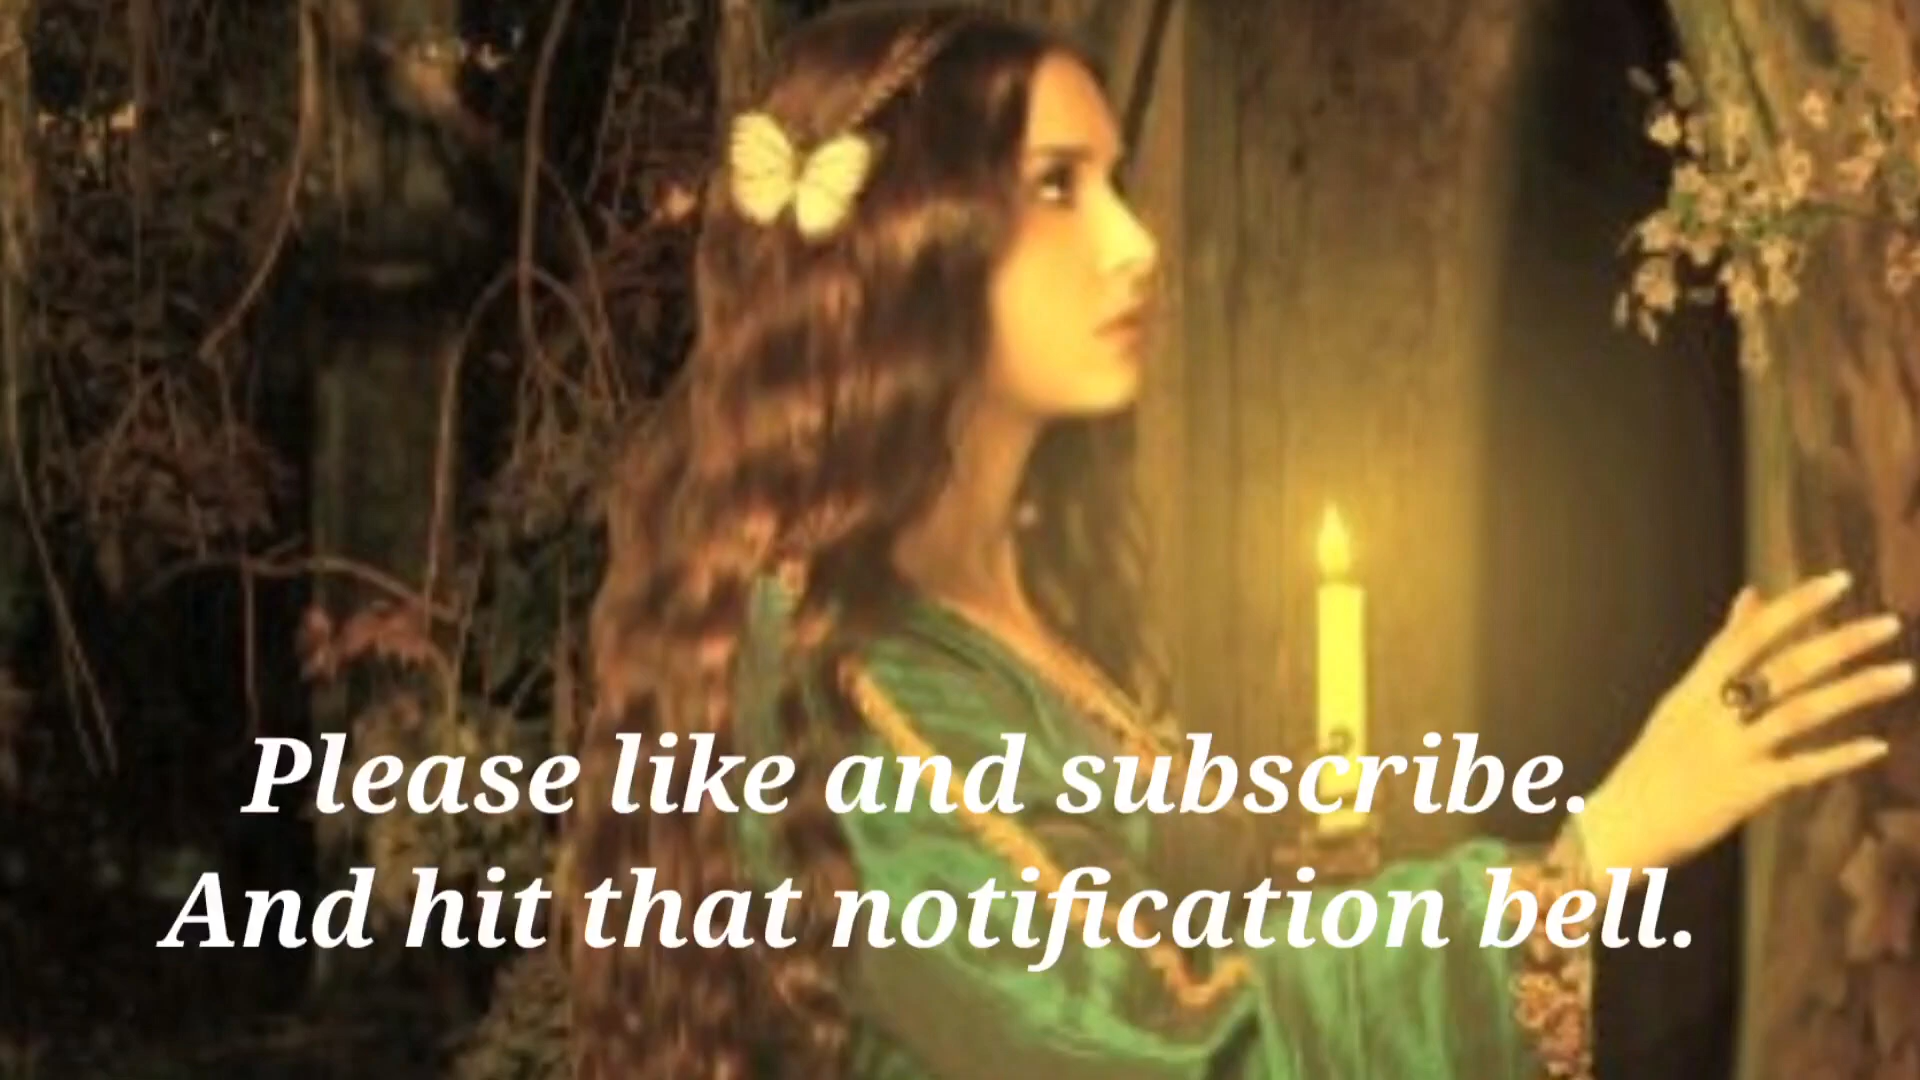 Please like and subscribe.
And hit that notification bell.